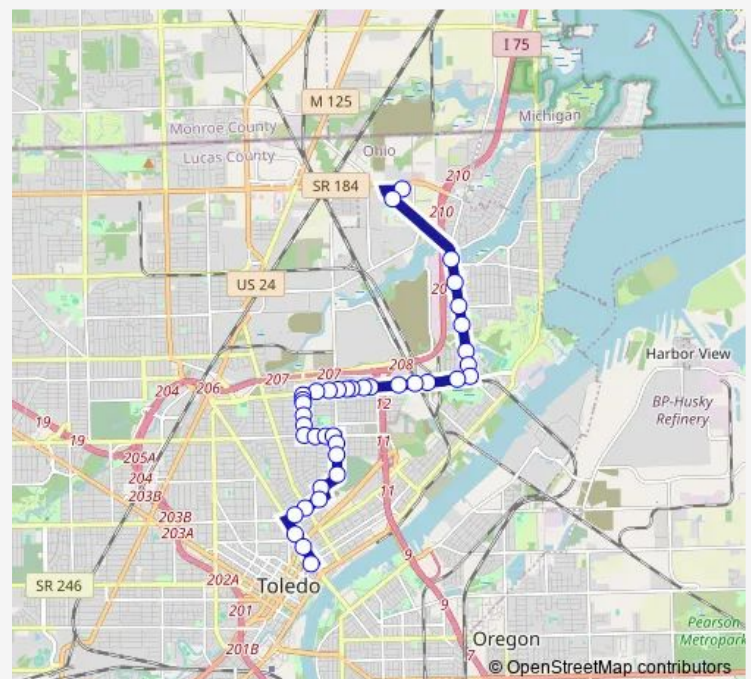 I 75
M 125
Monroe County
Michigan
Lucas County
Ohio
SR 184
210
210
US 24
20
Harbor View
208
207
207
204
206
12
BP-Husky
Refinery
19
19
11
205A
204
203B
11
203B
203A
9
202A
Toledo
SR 246
201
9
Pearson
Metropark
Oregon
201B
7
© OpenStreetMap contributors